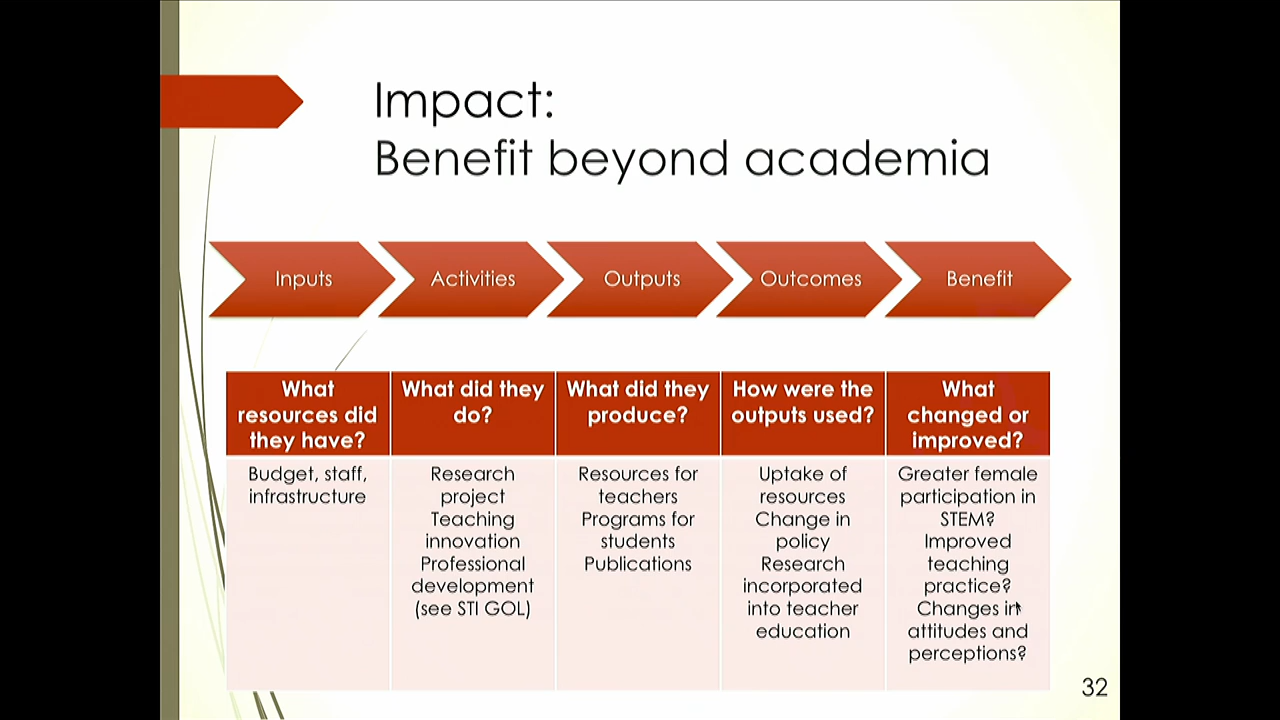 Impact:
Benefit beyond academia
Inputs
Activities
Outputs
Outcomes
Benefit
What
resources did
they have?
What did they
do?
What did they
produce?
How were the
outputs used?
What
changed or
improved?
Budget, staff,
infrastructure
Research
project
Teaching
innovation
Professional
development
(see STI GOL)
Resources for
teachers
Programs for
students
Publications
Uptake of
resources
Change in
policy
Research
incorporated
into teacher
education
Greater female
participation in
STEM?
Improved
teaching
practice?
Changes in
attitudes and
perceptions?
32